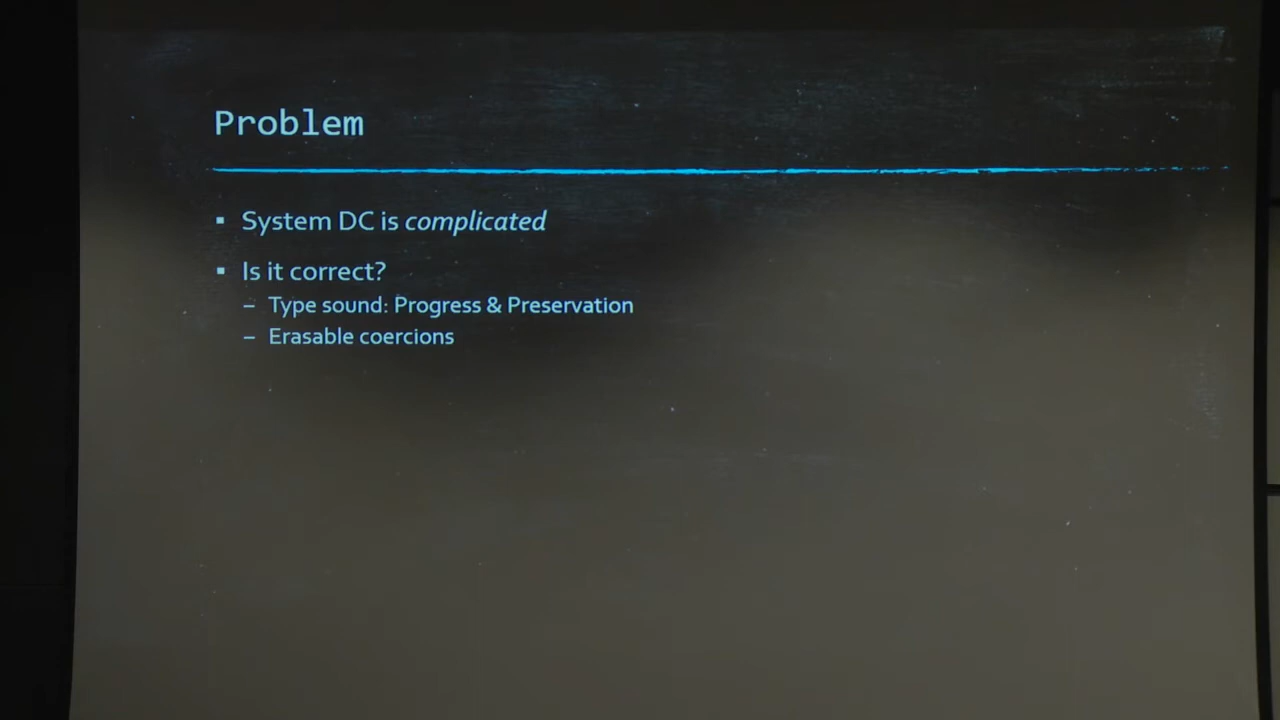 Problem
▪ System DC is complicated
▪ Is it correct?
– Type sound: Progress & Preservation
– Erasable coercions